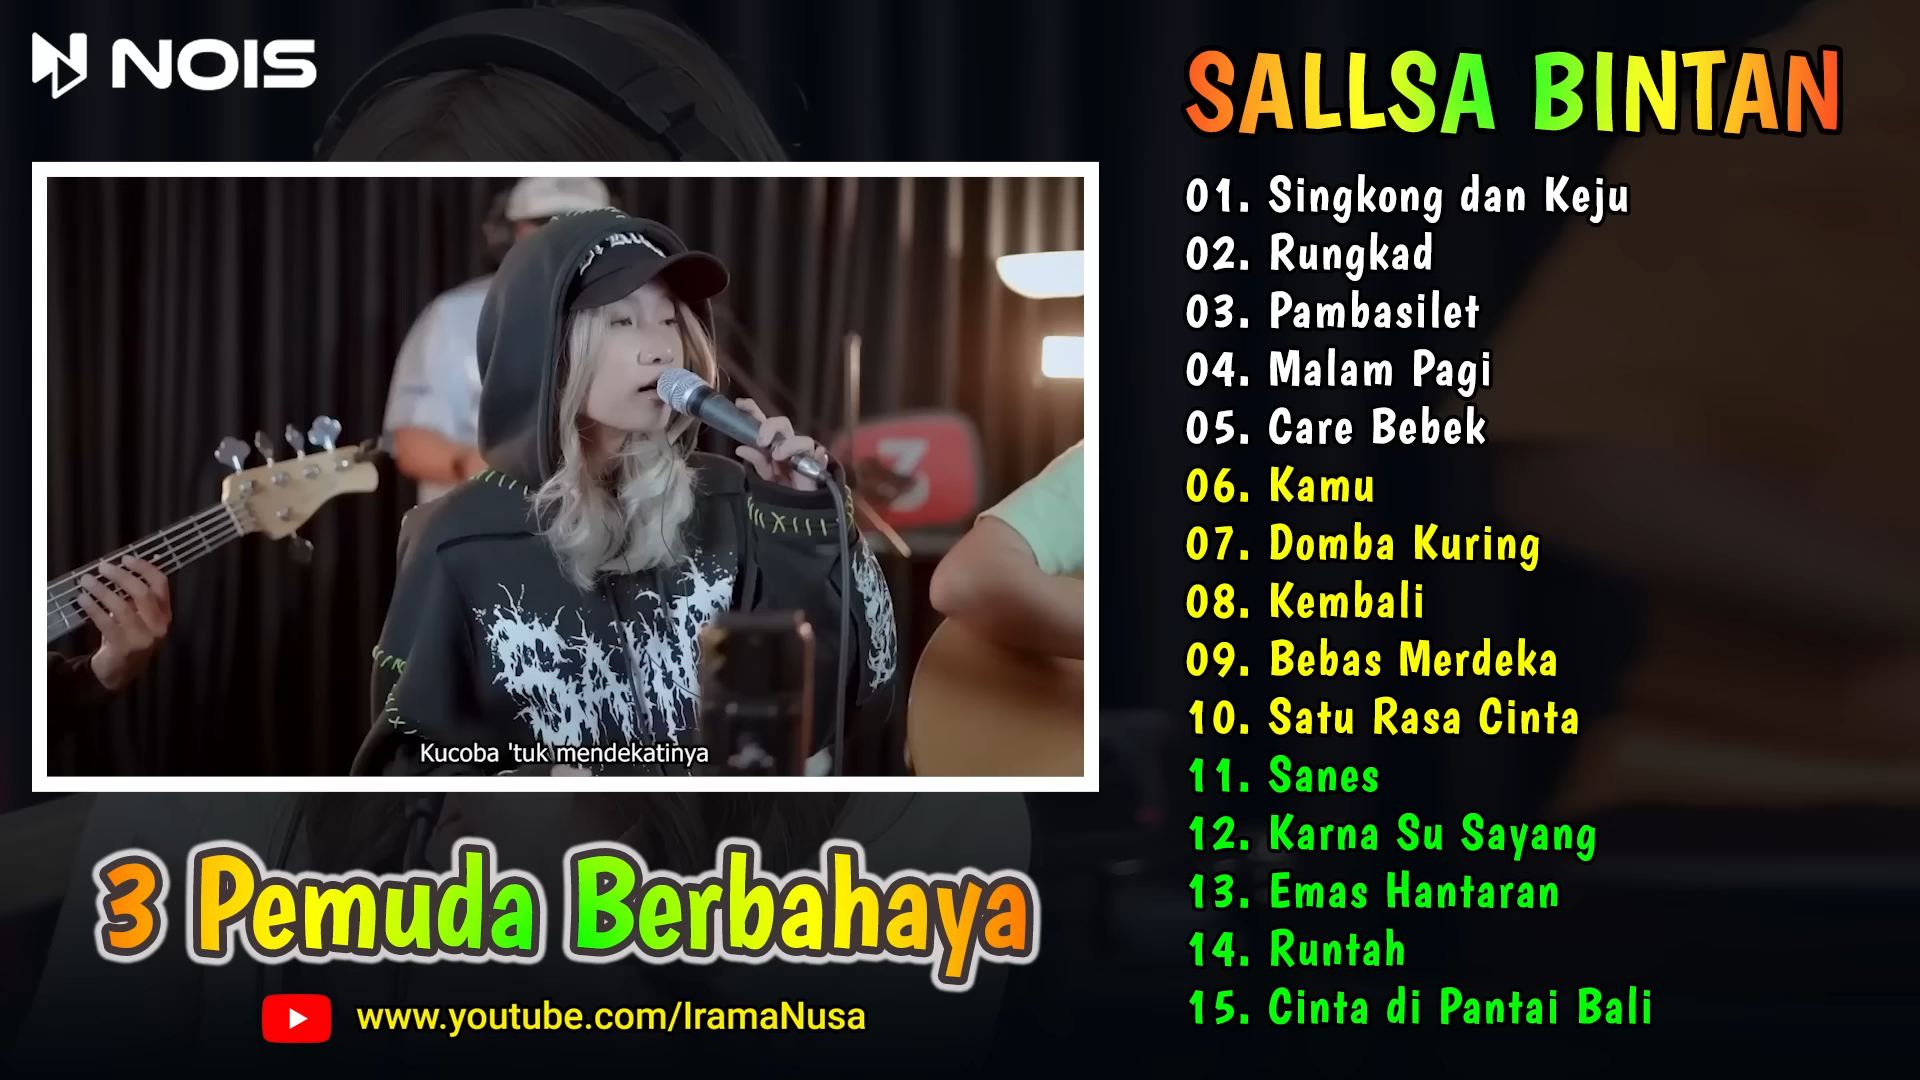 NOIS
SALLSA BINTAN
01. Singkong dan Keju
02. Rungkad
03. Pambasilet
04. Malam Pagi
05. Care Bebek
06. Kamu
07. Domba Kuring
08. Kembali
09. Bebas Merdeka
10. Satu Rasa Cinta
11. Sanes
12. Karna Su Sayang
13. Emas Hantaran
14. Runtah
15. Cinta di Pantai Bali
3
Kucoba 'tuk mendekatinya
3 Pemuda Berbahaya
www.youtube.com/IramaNusa